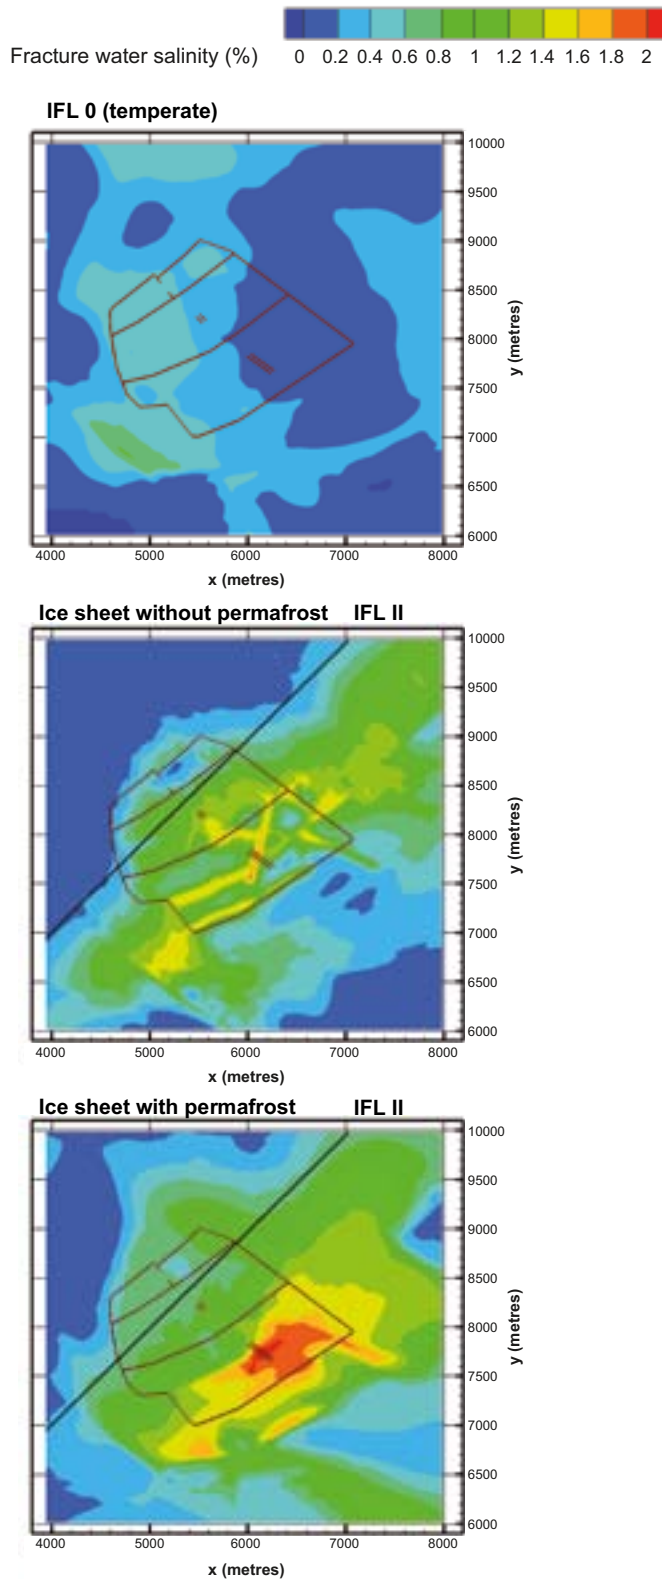 Fracture water salinity (%)
0 0.2 0.4 0.6 0.8 1 1.2 1.4 1.6 1.8 2
IFL 0 (temperate)
10000
9500
9000
8500
8000
7500
7000
6500
6000
y (metres)
4000 5000 6000 7000 8000
x (metres)
Ice sheet without permafrost IFL II
10000
9500
9000
8500
8000
7500
7000
6500
6000
y (metres)
4000 5000 6000 7000 8000
x (metres)
Ice sheet with permafrost IFL II
10000
9500
9000
8500
8000
7500
7000
6500
6000
y (metres)
4000 5000 6000 7000 8000
x (metres)